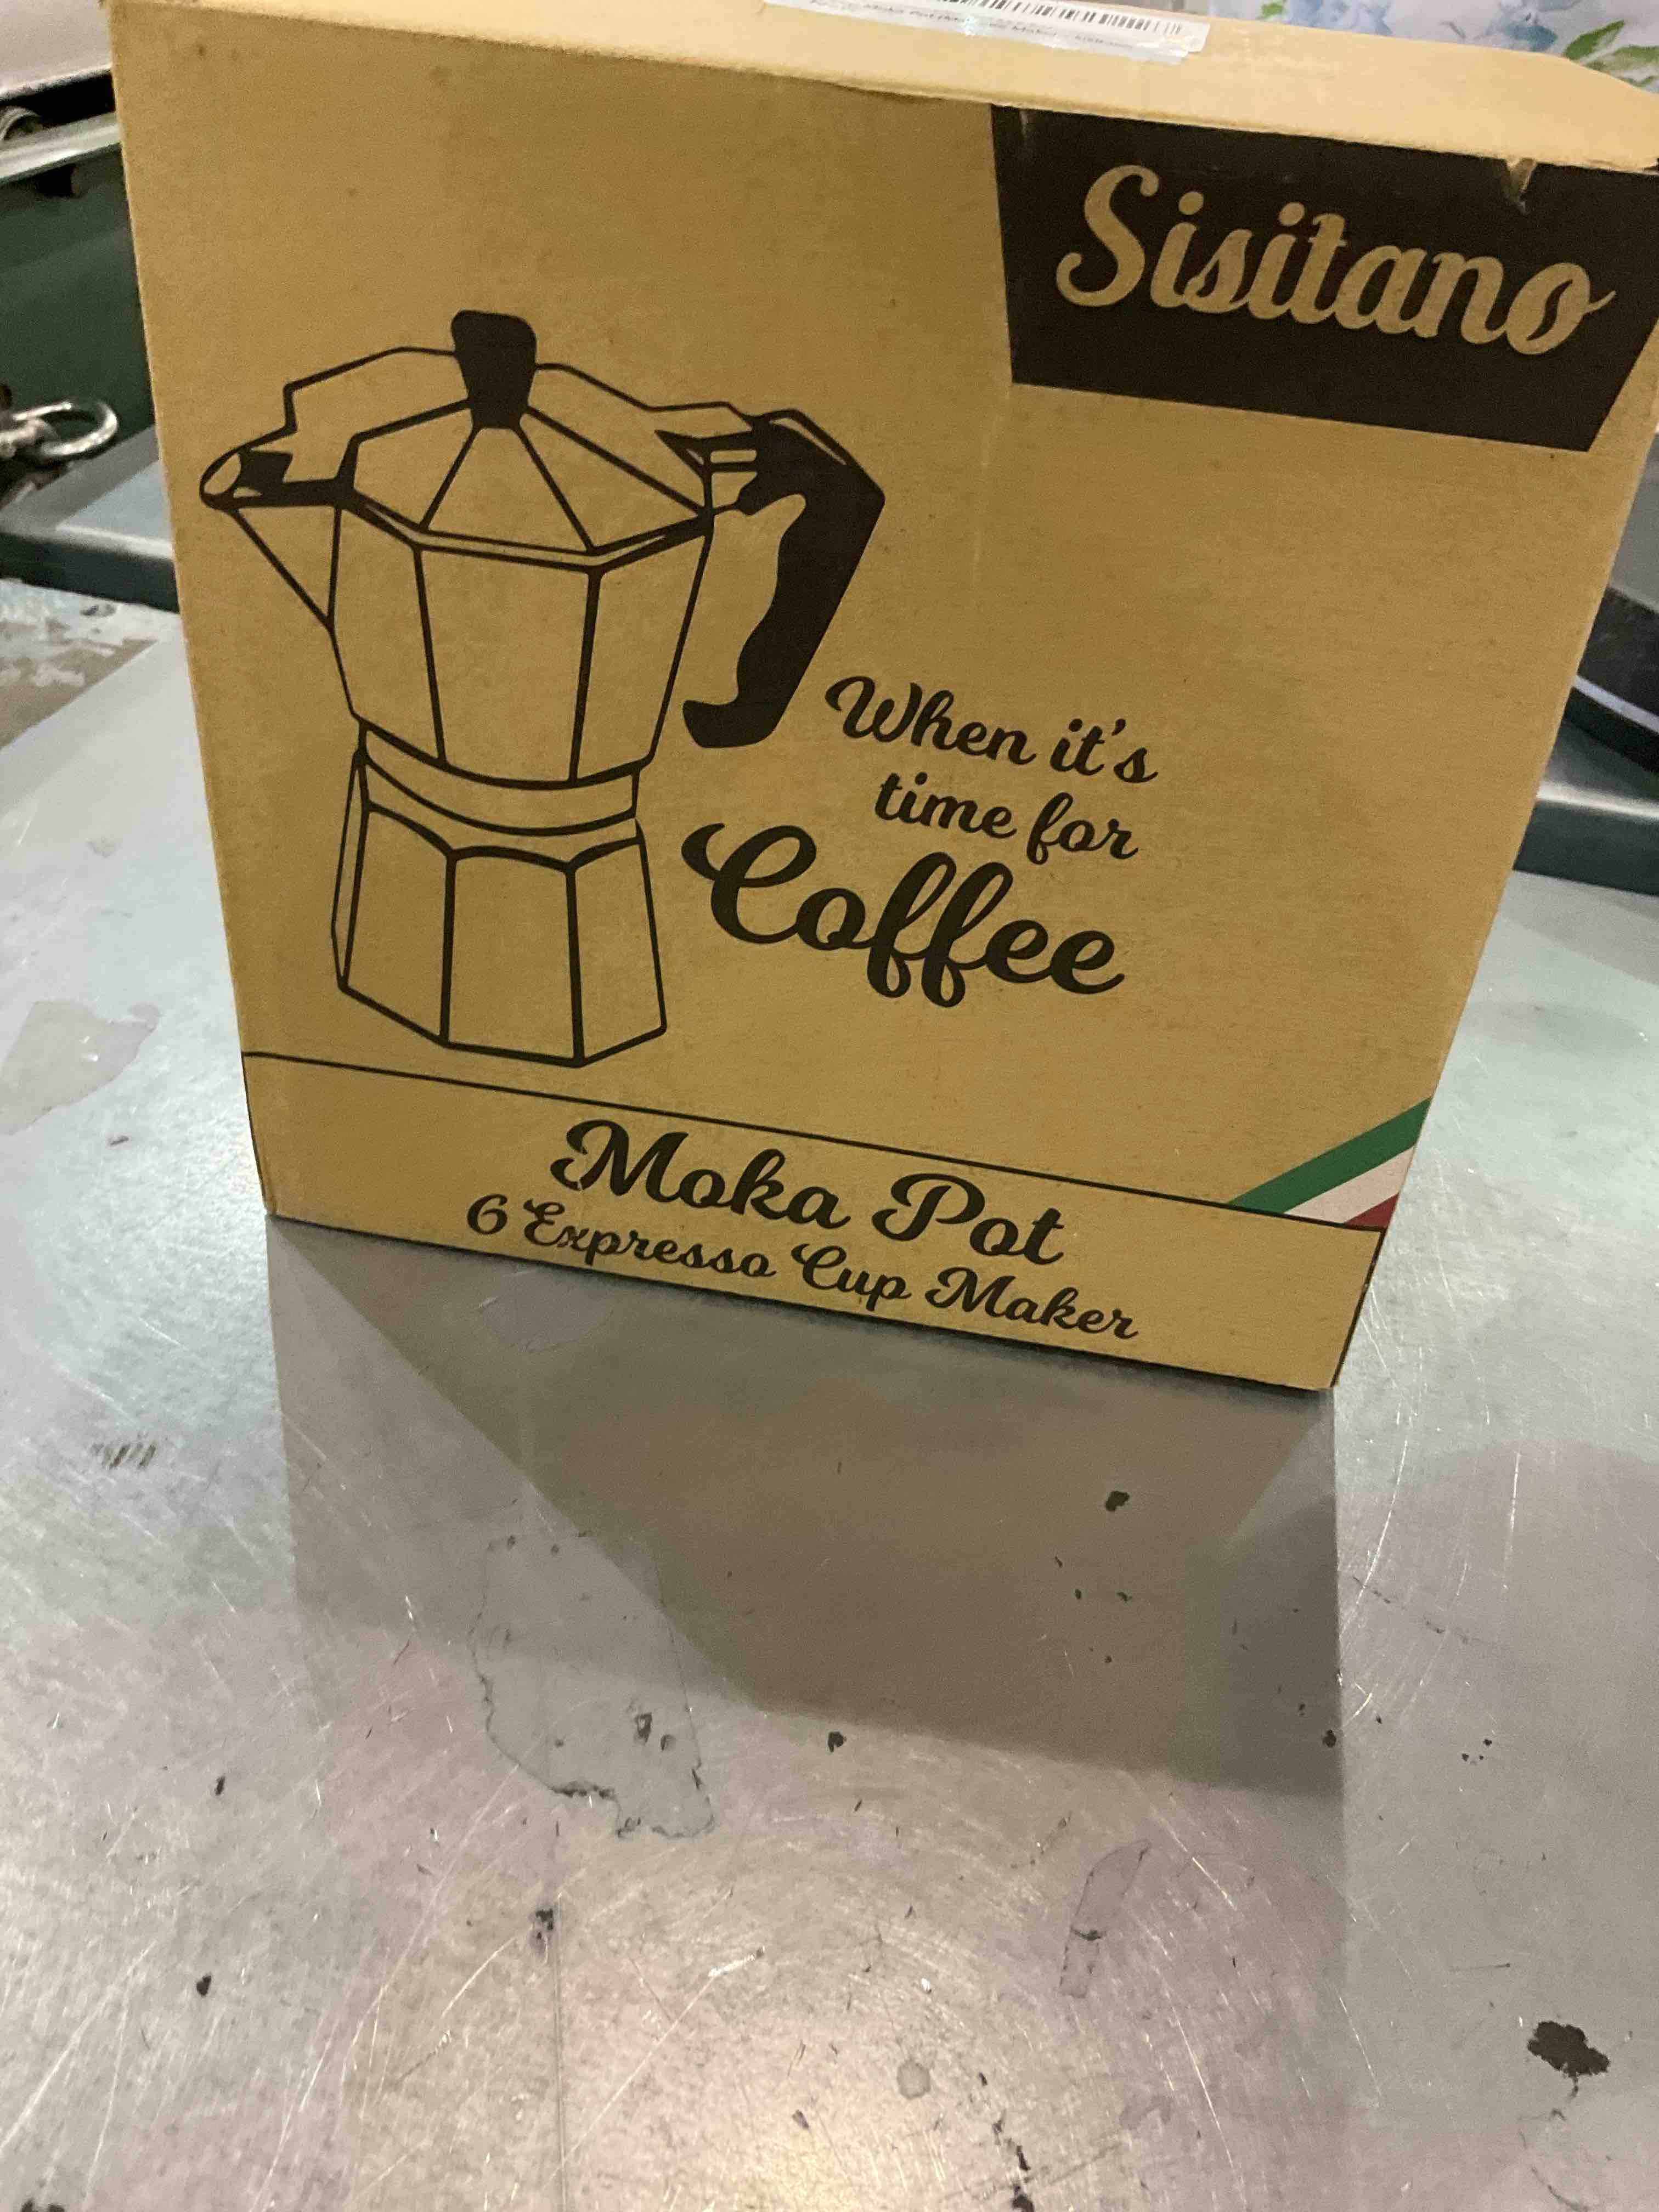 Sisitano
When it's
time for
Coffee
Moka Pot
6 Expresso Cup Maker